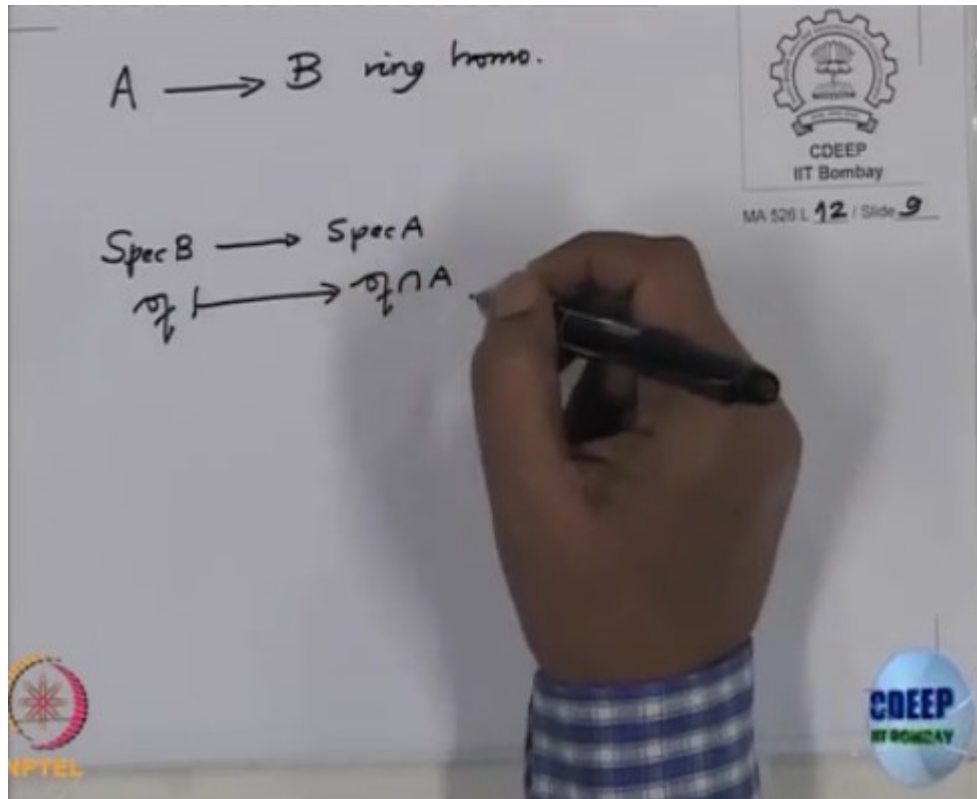 A ⟶ B ring homo.
CDEEP
IIT Bombay
MA 526 L 12 / Slide 9
Spec B ⟶ Spec A
𝔮 ⟼ 𝔮 ∩ A
NPTEL
CDEEP
IIT BOMBAY